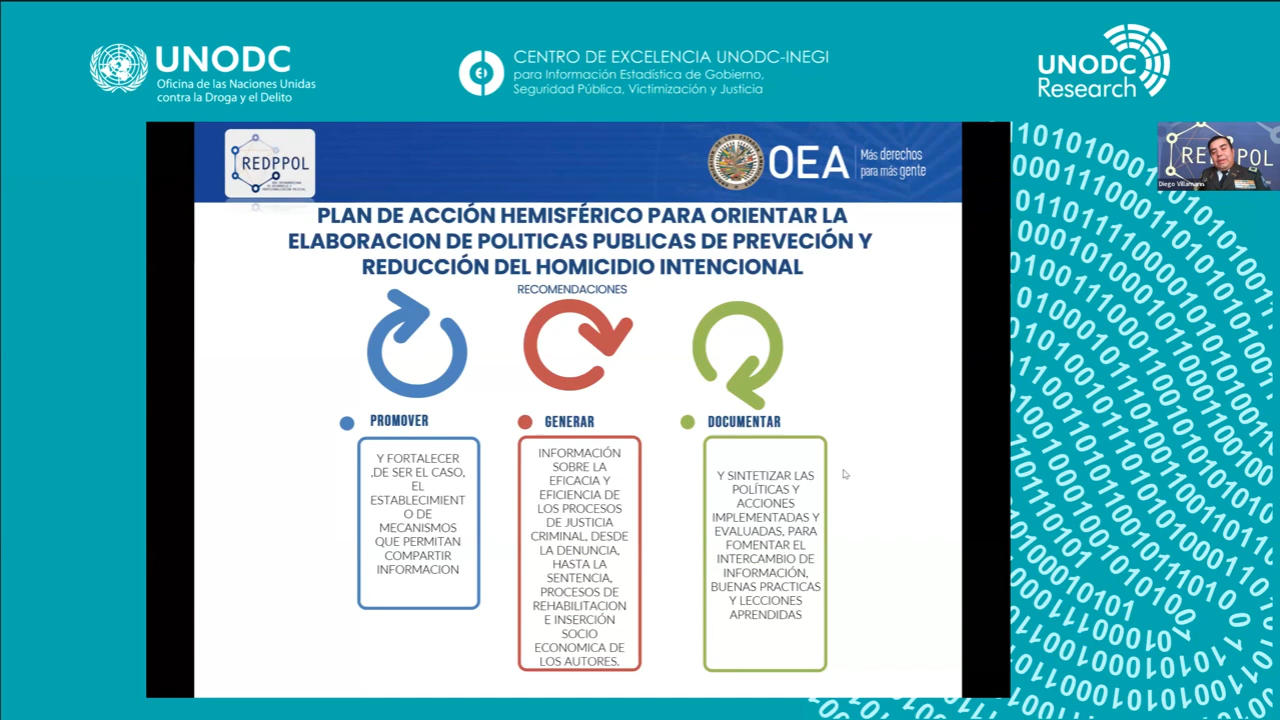 UNODC
Oficina de las Naciones Unidas
contra la Droga y el Delito
CENTRO DE EXCELENCIA UNODC-INEGI
para Información Estadística de Gobierno,
Seguridad Pública, Victimización y Justicia
UNODC
Research
REDPPOL
OEA
Más derechos
para más gente
PLAN DE ACCIÓN HEMISFÉRICO PARA ORIENTAR LA
ELABORACION DE POLITICAS PUBLICAS DE PREVECIÓN Y
REDUCCIÓN DEL HOMICIDIO INTENCIONAL
RECOMENDACIONES
PROMOVER
Y FORTALECER
,DE SER EL CASO,
EL
ESTABLECIMIENT
O DE
MECANISMOS
QUE PERMITAN
COMPARTIR
INFORMACION
GENERAR
INFORMACIÓN
SOBRE LA
EFICACIA Y
EFICIENCIA DE
LOS PROCESOS
DE JUSTICIA
CRIMINAL, DESDE
LA DENUNCIA,
HASTA LA
SENTENCIA,
PROCESOS DE
REHABILITACION
E INSERCIÓN
SOCIO
ECONOMICA DE
LOS AUTORES.
DOCUMENTAR
Y SINTETIZAR LAS
POLÍTICAS Y
ACCIONES
IMPLEMENTADAS Y
EVALUADAS, PARA
FOMENTAR EL
INTERCAMBIO DE
INFORMACIÓN,
BUENAS PRACTICAS
Y LECCIONES
APRENDIDAS
RE PPOL
Diego Villamarin